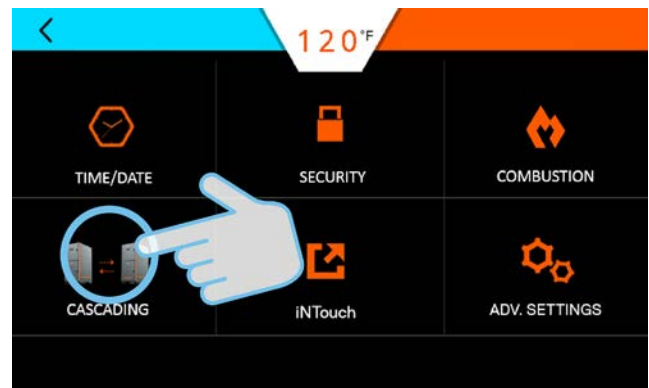 120°F
TIME/DATE
SECURITY
COMBUSTION
CASCADING
iNTouch
ADV. SETTINGS